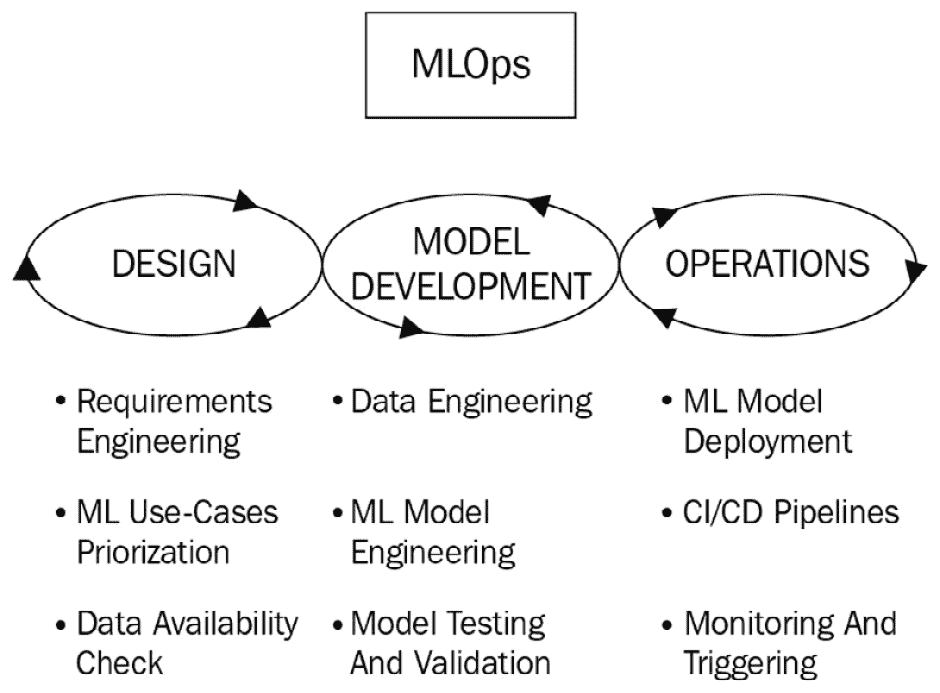 MLOps
DESIGN
MODEL
DEVELOPMENT
OPERATIONS
• Requirements
Engineering
• ML Use-Cases
Priorization
• Data Availability
Check
• Data Engineering
• ML Model
Engineering
• Model Testing
And Validation
• ML Model
Deployment
• CI/CD Pipelines
• Monitoring And
Triggering